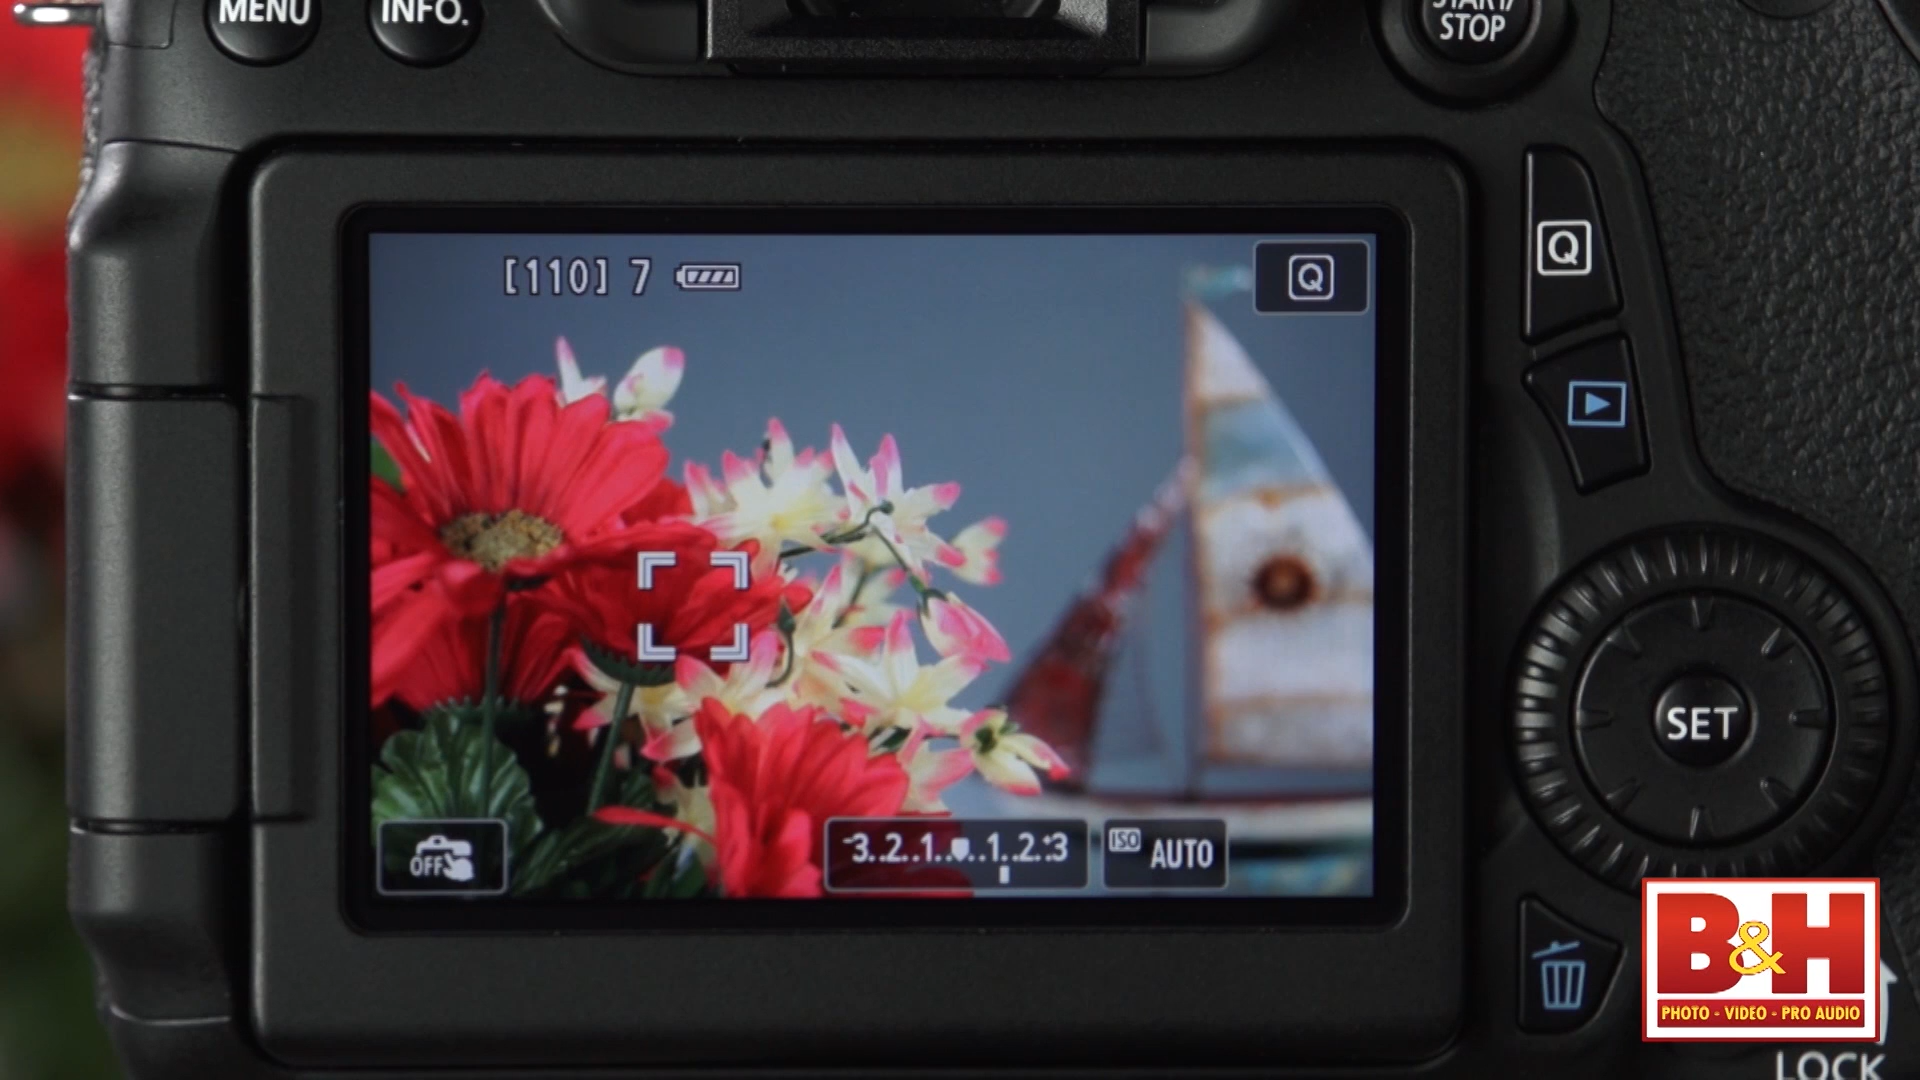 MENU
INFO.
START/
STOP
[110] 7
Q
Q
SET
OFF
-3..2..1....1..2..+3
ISO AUTO
B&H
PHOTO - VIDEO - PRO AUDIO
LOCK